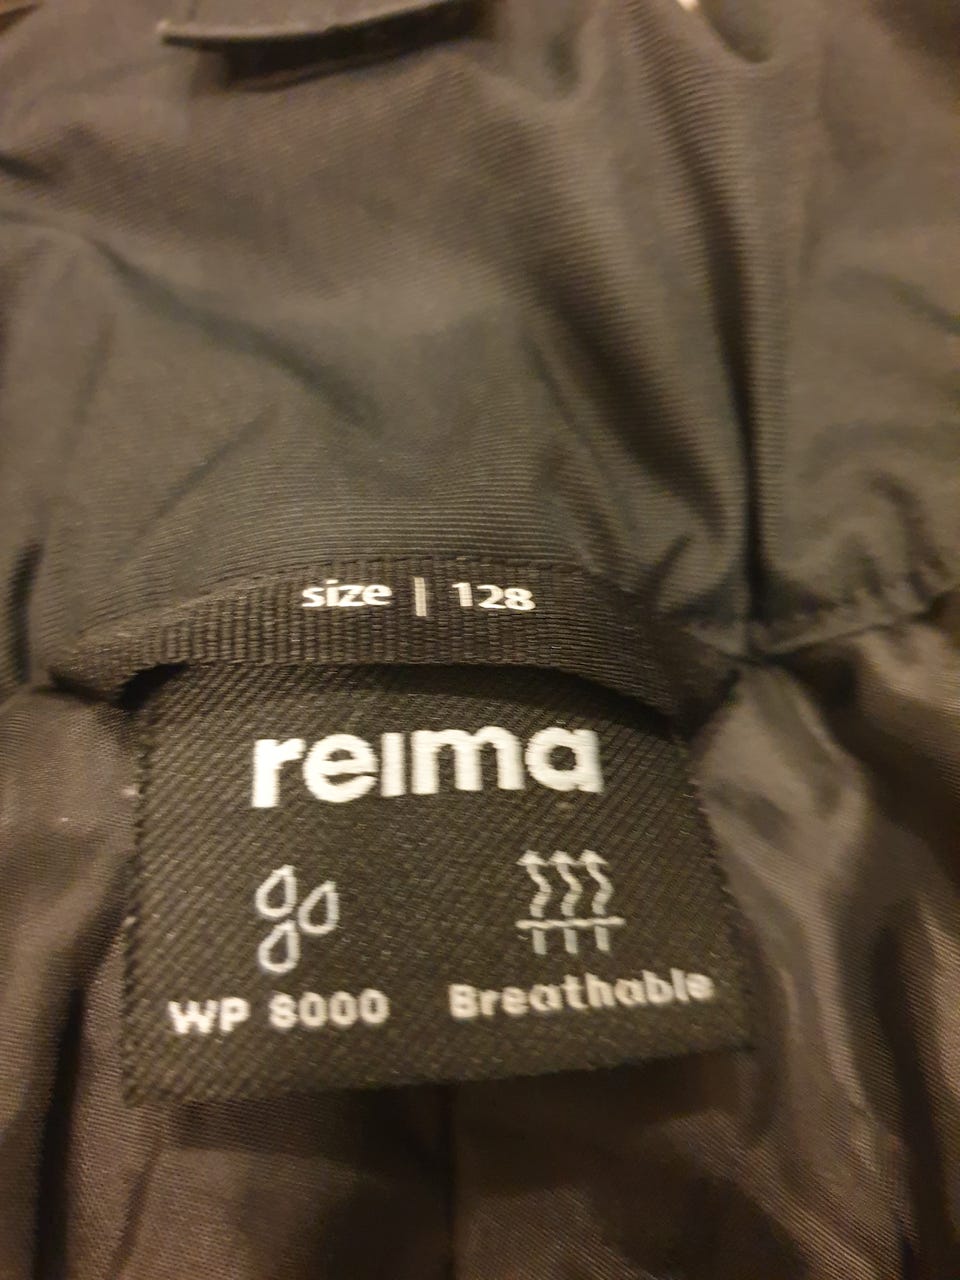 size | 128
reima
WP 8000
Breathable